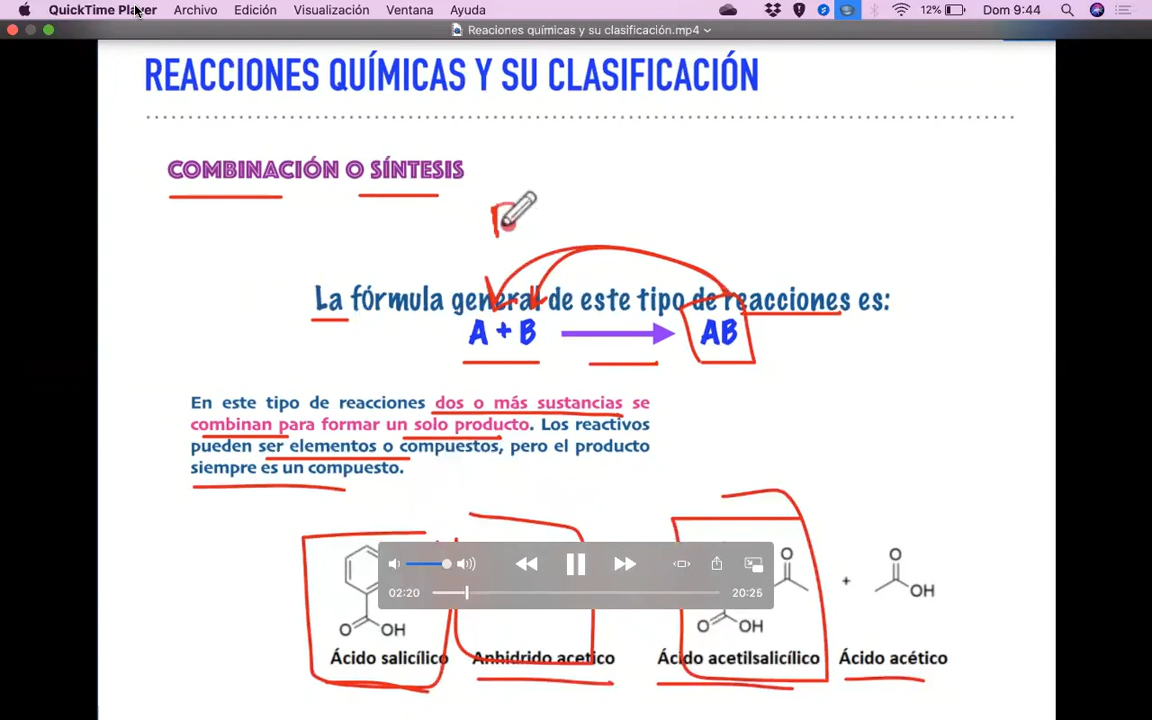 QuickTime Player Archivo Edición Visualización Ventana Ayuda 12% Dom 9:44
Reaciones químicas y su clasificación.mp4
REACCIONES QUÍMICAS Y SU CLASIFICACIÓN
COMBINACIÓN O SÍNTESIS
La fórmula general de este tipo de reacciones es:
A + B AB
En este tipo de reacciones dos o más sustancias se
combinan para formar un solo producto. Los reactivos
pueden ser elementos o compuestos, pero el producto
siempre es un compuesto.
O + O OH
02:20 20:25
O OH O OH
Ácido salicílico Anhidrido acetico Ácido acetilsalicílico Ácido acético